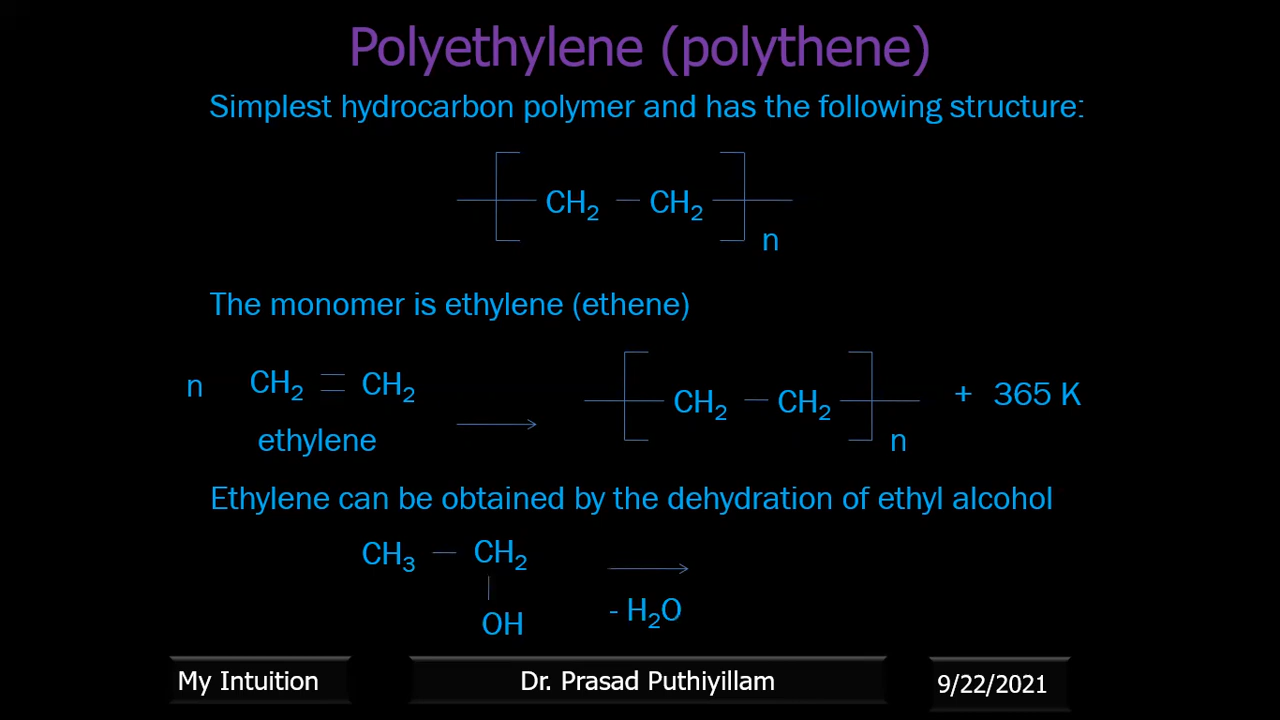 Polyethylene (polythene)
Simplest hydrocarbon polymer and has the following structure:
CH₂ — CH₂
n
The monomer is ethylene (ethene)
n CH₂ = CH₂ → CH₂ — CH₂ + 365 K
ethylene n
Ethylene can be obtained by the dehydration of ethyl alcohol
CH₃ — CH₂ →
OH - H₂O
My Intuition Dr. Prasad Puthiyillam 9/22/2021